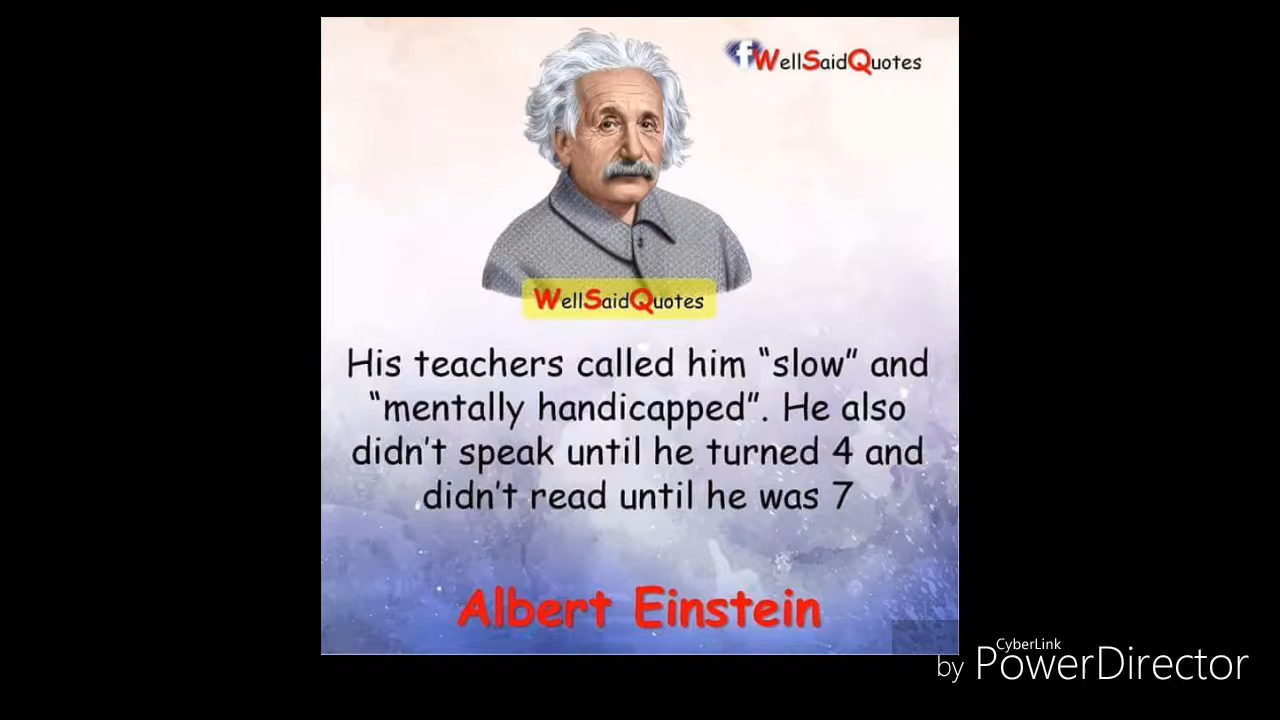 fWellSaidQuotes
WellSaidQuotes
His teachers called him “slow” and
“mentally handicapped”. He also
didn’t speak until he turned 4 and
didn’t read until he was 7
Albert Einstein
CyberLink
by PowerDirector